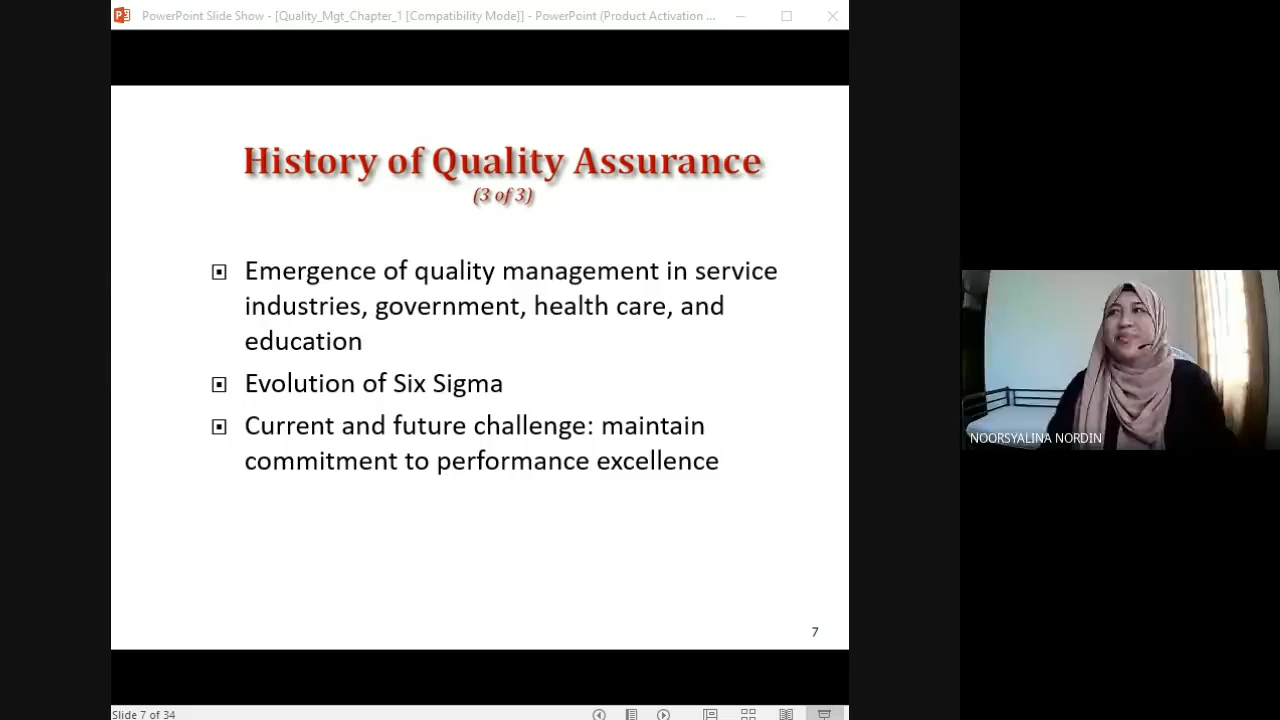 PowerPoint Slide Show - [Quality_Mgt_Chapter_1 [Compatibility Mode]] - PowerPoint (Product Activation ...
History of Quality Assurance
(3 of 3)
Emergence of quality management in service
industries, government, health care, and
education
Evolution of Six Sigma
Current and future challenge: maintain
commitment to performance excellence
7
NOORSYALINA NORDIN
Slide 7 of 34